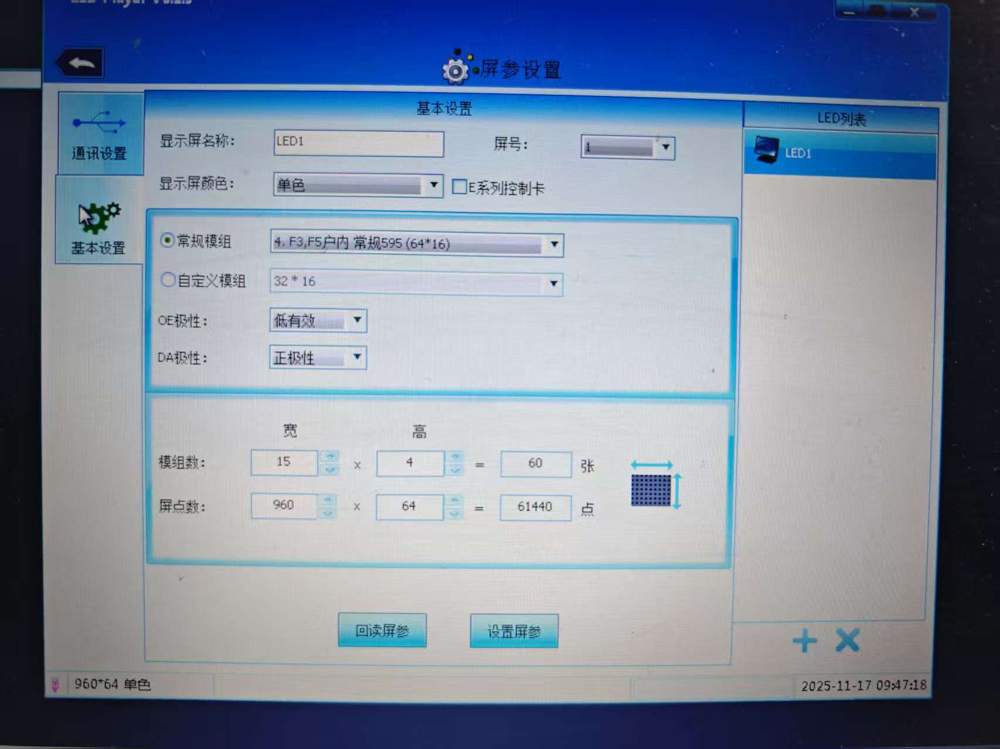 屏参设置
基本设置
LED列表
通讯设置
基本设置
显示屏名称: LED1 屏号: 1
LED1
显示屏颜色: 单色 E系列控制卡
常规模组 4. F3,F5户内 常规595 (64*16)
自定义模组 32 * 16
OE极性: 低有效
DA极性: 正极性
宽 高
模组数: 15 x 4 = 60 张
屏点数: 960 x 64 = 61440 点
回读屏参 设置屏参
960*64 单色 2025-11-17 09:47:18